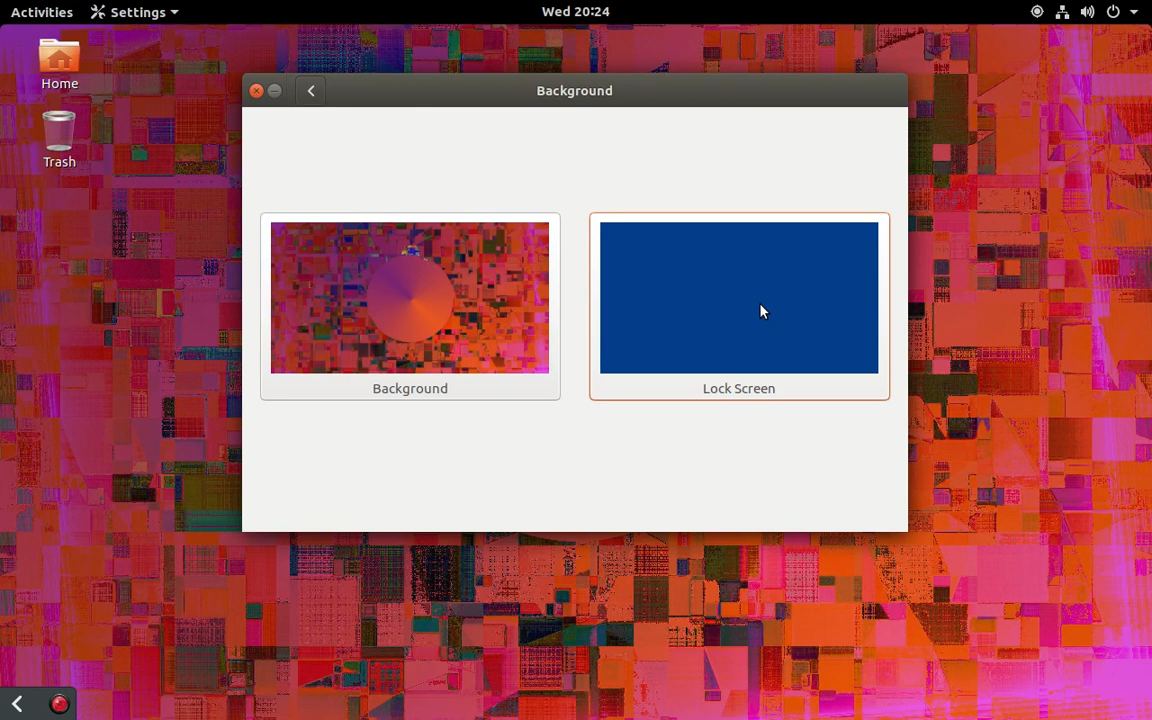 Activities Settings Wed 20:24
Home
Trash
Background
Background
Lock Screen